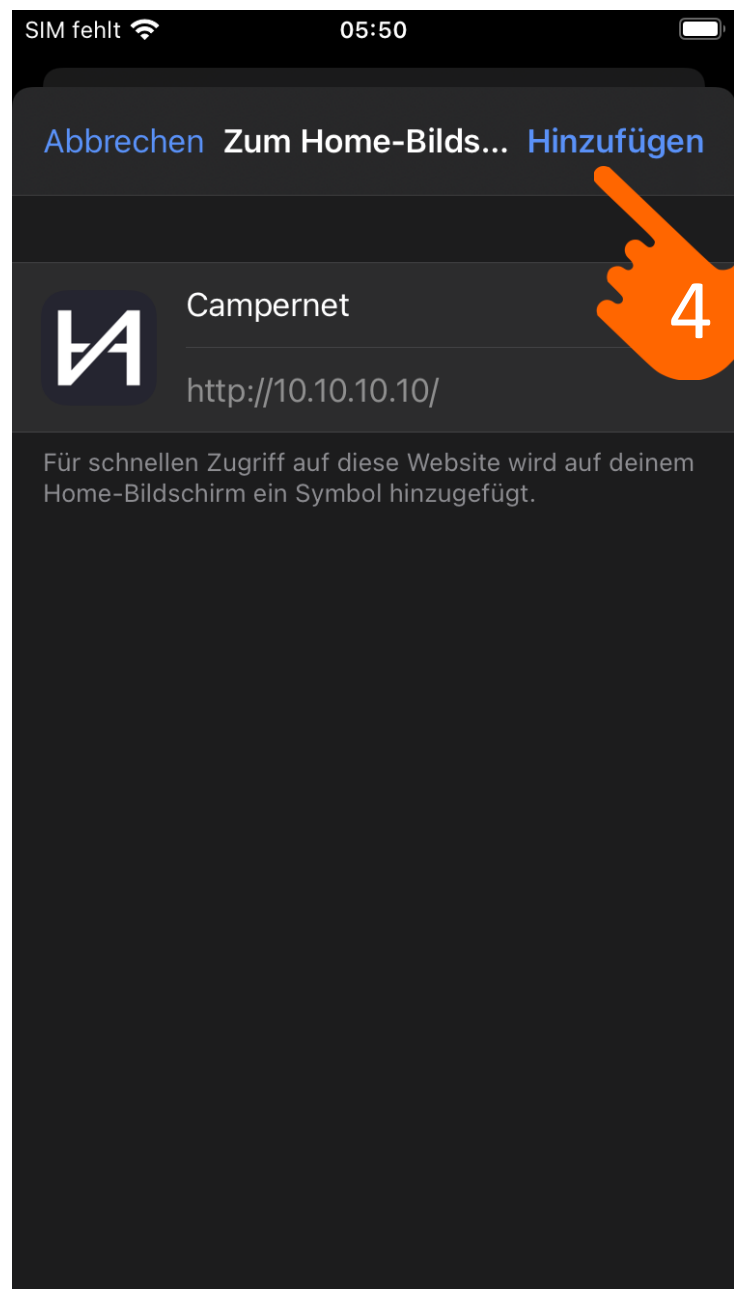 SIM fehlt 05:50
Abbrechen Zum Home-Bilds... Hinzufügen
4
Campernet
http://10.10.10.10/
Für schnellen Zugriff auf diese Website wird auf deinem
Home-Bildschirm ein Symbol hinzugefügt.